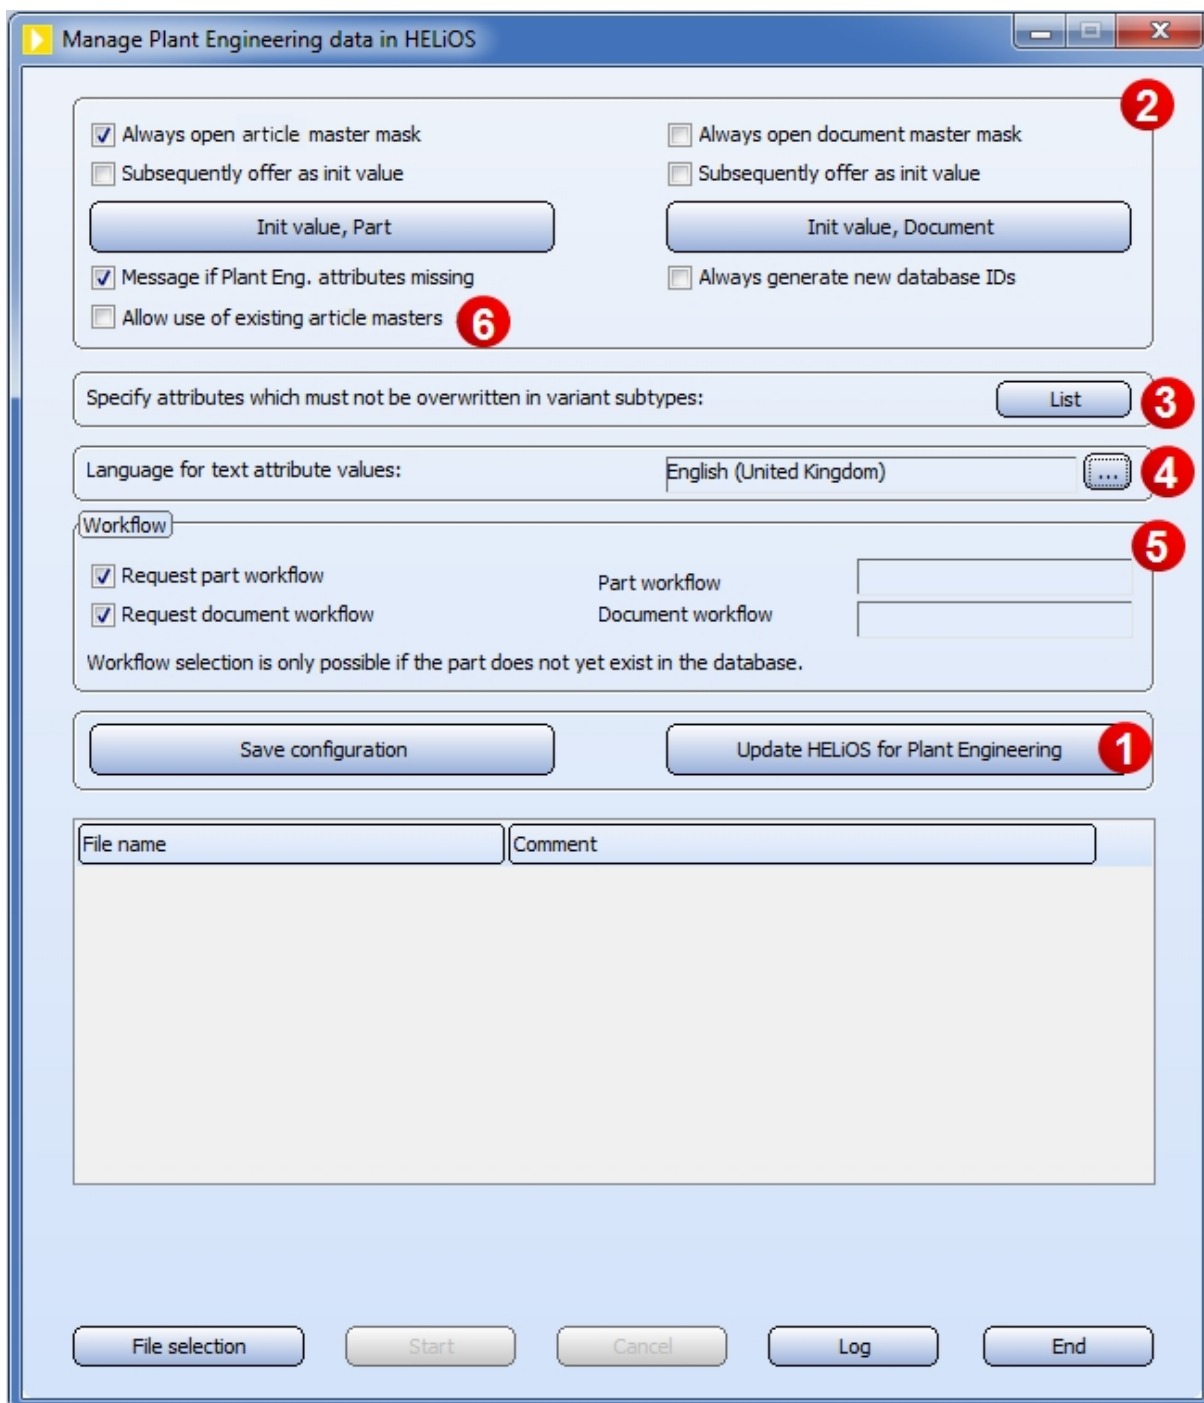 Manage Plant Engineering data in HELiOS
2
Always open article master mask
Always open document master mask
Subsequently offer as init value
Subsequently offer as init value
Init value, Part
Init value, Document
Message if Plant Eng. attributes missing
Always generate new database IDs
Allow use of existing article masters
6
Specify attributes which must not be overwritten in variant subtypes:
List
3
Language for text attribute values:
English (United Kingdom)
...
4
Workflow
5
Request part workflow
Part workflow
Request document workflow
Document workflow
Workflow selection is only possible if the part does not yet exist in the database.
Save configuration
Update HELiOS for Plant Engineering
1
File name
Comment
File selection
Start
Cancel
Log
End